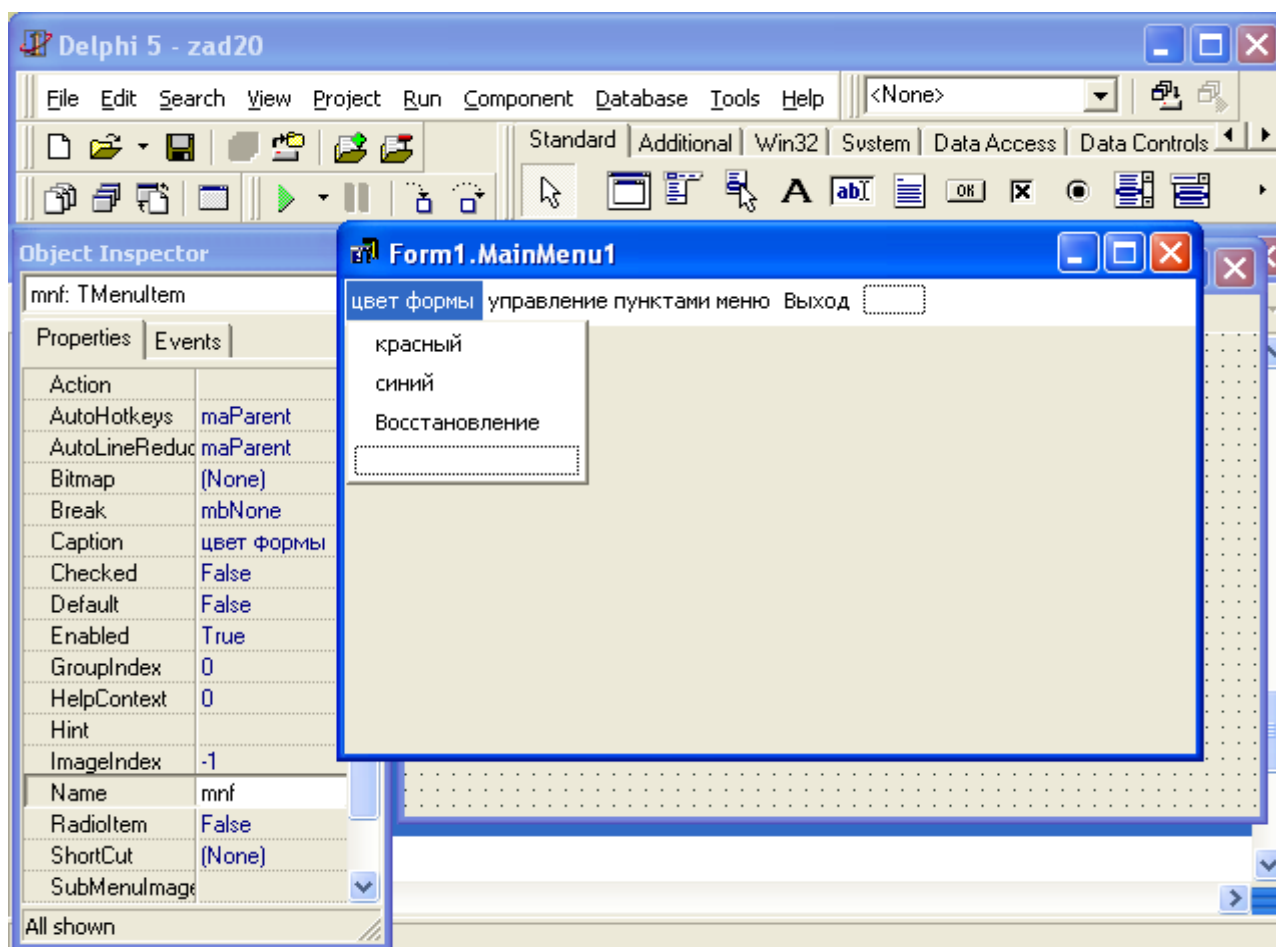 Delphi 5 - zad20
File Edit Search View Project Run Component Database Tools Help <None>
Standard Additional Win32 System Data Access Data Controls
A ab OK
Object Inspector
Form1.MainMenu1
mnf: TMenuItem
цвет формы управление пунктами меню Выход
Properties Events
красный
синий
Восстановление
Action
AutoHotkeys maParent
AutoLineReduc maParent
Bitmap (None)
Break mbNone
Caption цвет формы
Checked False
Default False
Enabled True
GroupIndex 0
HelpContext 0
Hint
ImageIndex -1
Name mnf
RadioItem False
ShortCut (None)
SubMenuImage
All shown